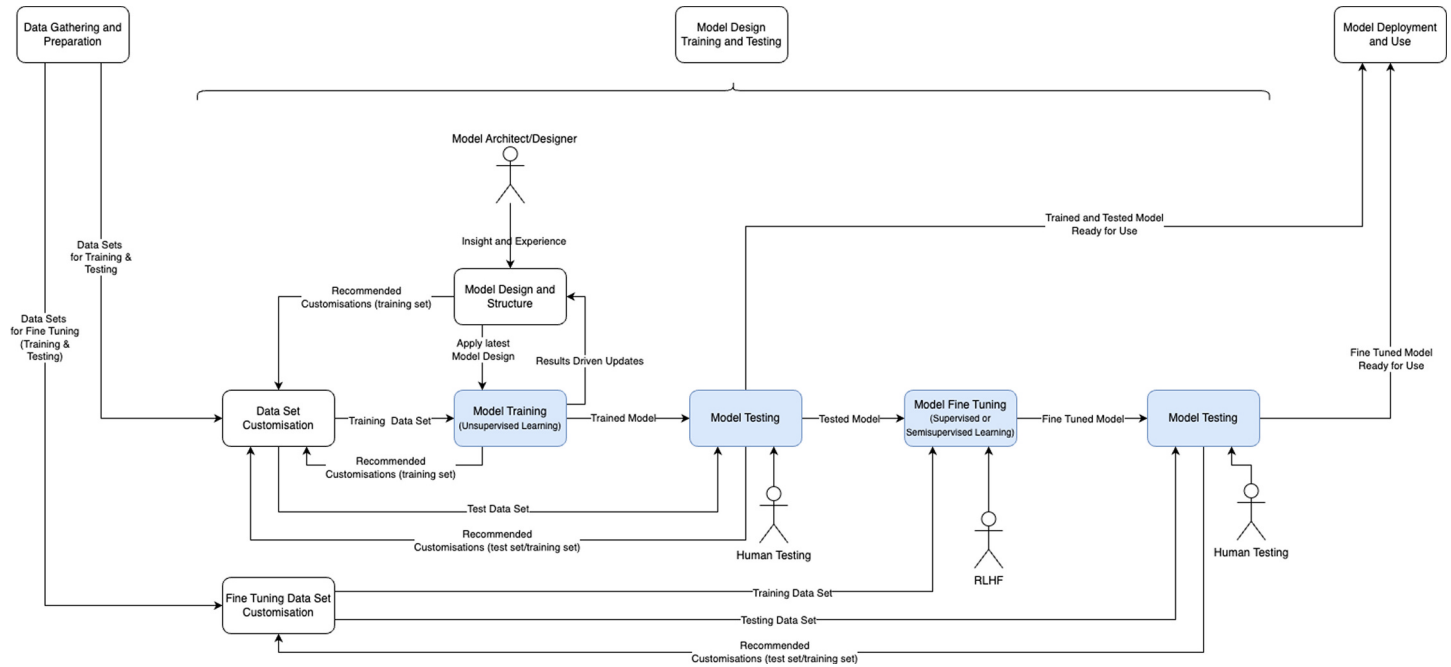 Data Gathering and
Preparation
Model Design
Training and Testing
Model Deployment
and Use
Model Architect/Designer
Insight and Experience
Trained and Tested Model
Ready for Use
Data Sets
for Training &
Testing
Recommended
Customisations (training set)
Model Design and
Structure
Data Sets
for Fine Tuning
(Training &
Testing)
Apply latest
Model Design
Results Driven Updates
Fine Tuned Model
Ready for Use
Data Set
Customisation
Training Data Set
Model Training
(Unsupervised Learning)
Trained Model
Model Testing
Tested Model
Model Fine Tuning
(Supervised or
Semisupervised Learning)
Fine Tuned Model
Model Testing
Recommended
Customisations (training set)
Test Data Set
Recommended
Customisations (test set/training set)
Human Testing
RLHF
Human Testing
Fine Tuning Data Set
Customisation
Training Data Set
Testing Data Set
Recommended
Customisations (test set/training set)